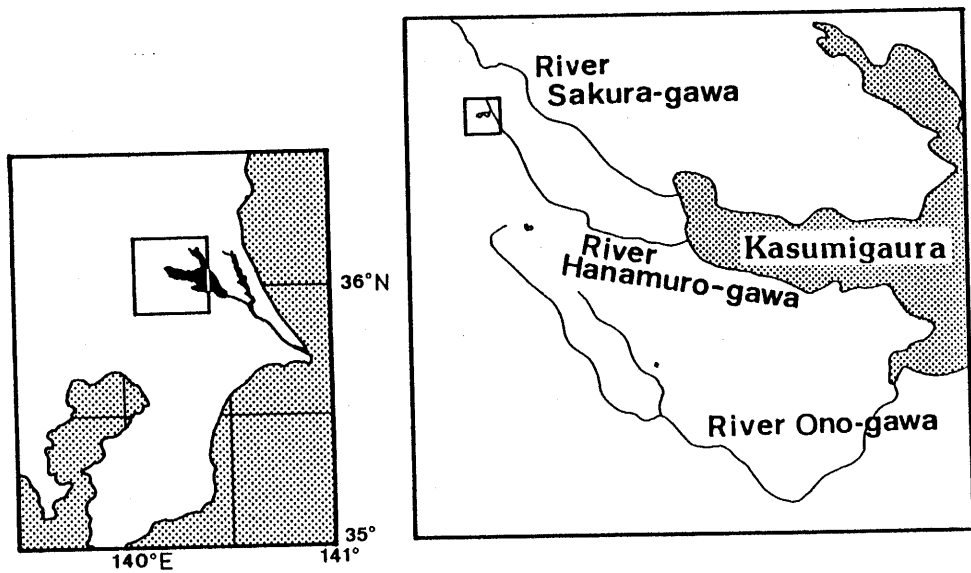 36°N
35°
141°
140°E
River
Sakura-gawa
Kasumigaura
River
Hanamuro-gawa
River Ono-gawa